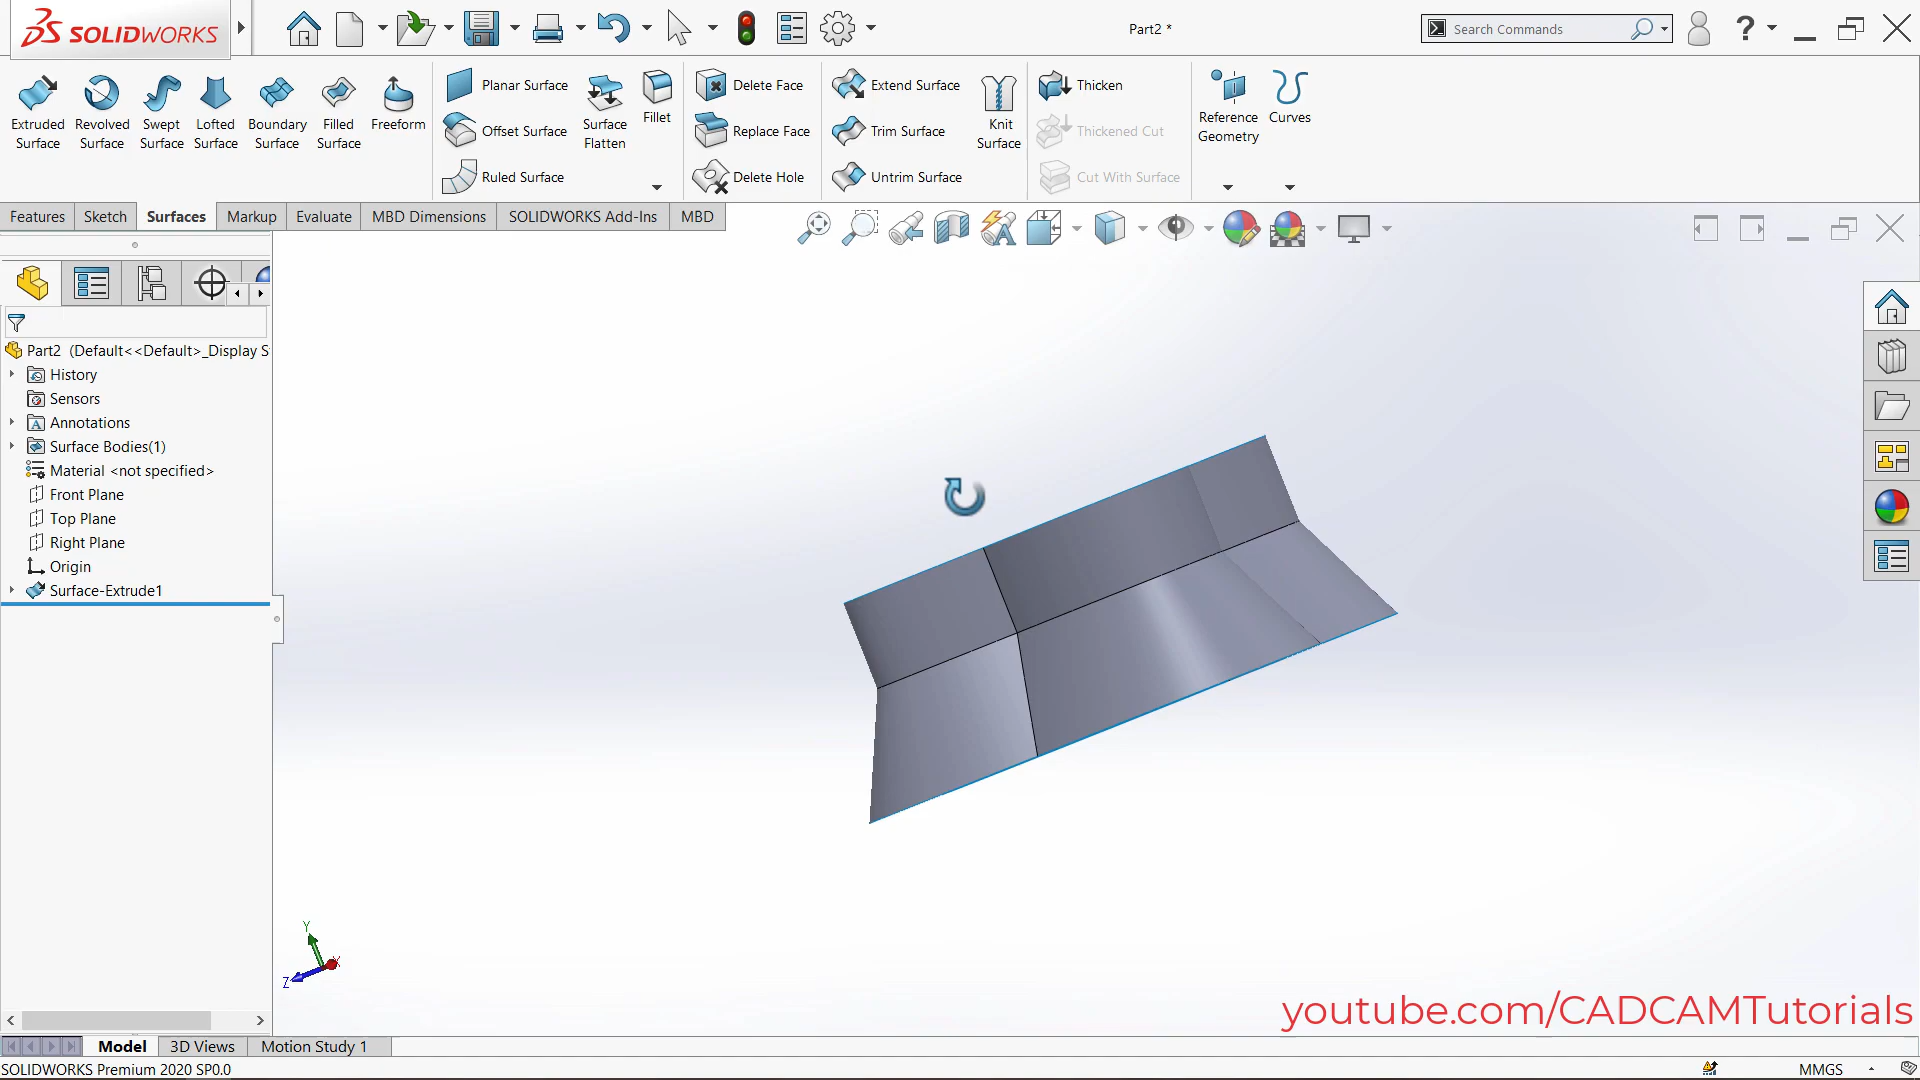 SOLIDWORKS
Part2 *
Search Commands
?
Extruded Surface
Revolved Surface
Swept Surface
Lofted Surface
Boundary Surface
Filled Surface
Freeform
Planar Surface
Offset Surface
Ruled Surface
Surface Flatten
Fillet
Delete Face
Replace Face
Delete Hole
Extend Surface
Trim Surface
Untrim Surface
Knit Surface
Thicken
Thickened Cut
Cut With Surface
Reference Geometry
Curves
Features
Sketch
Surfaces
Markup
Evaluate
MBD Dimensions
SOLIDWORKS Add-Ins
MBD
Part2 (Default<<Default>_Display S
History
Sensors
Annotations
Surface Bodies(1)
Material <not specified>
Front Plane
Top Plane
Right Plane
Origin
Surface-Extrude1
Y
X
Z
youtube.com/CADCAMTutorials
Model
3D Views
Motion Study 1
SOLIDWORKS Premium 2020 SP0.0
MMGS